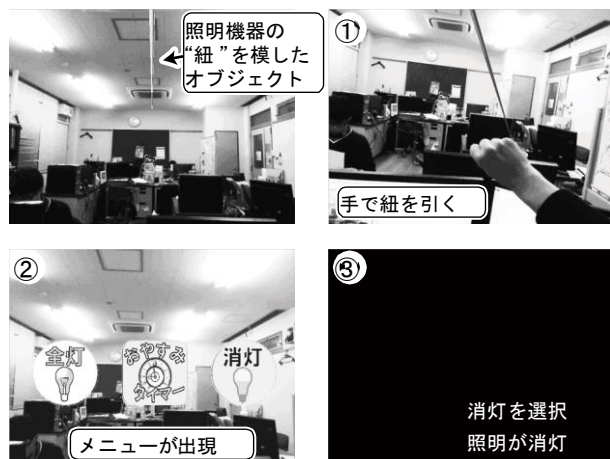 照明機器の
“紐”を模した
オブジェクト
①
手で紐を引く
②
全灯
おやすみ
タイマー
消灯
メニューが出現
③
消灯を選択
照明が消灯